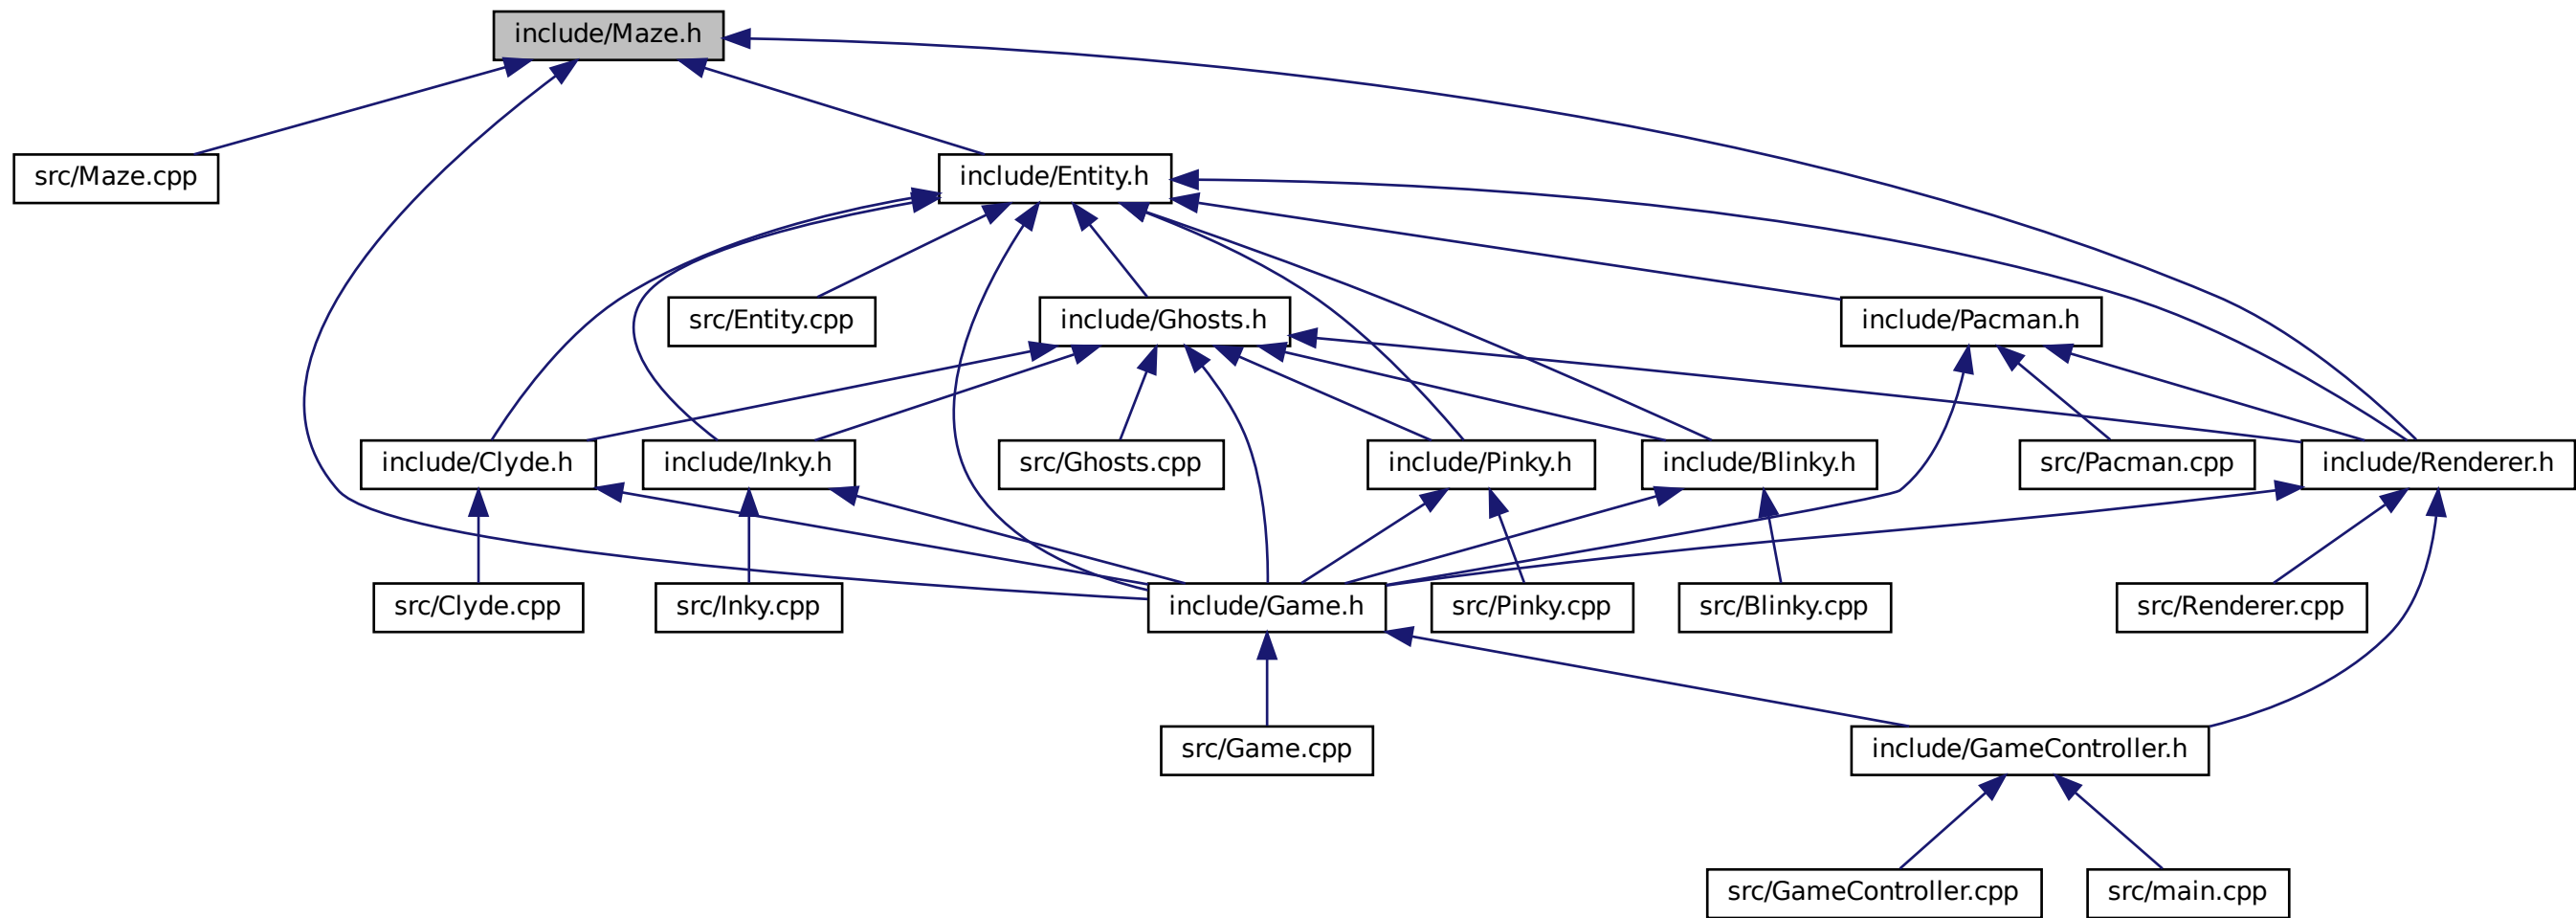 include/Maze.h
src/Maze.cpp
include/Entity.h
src/Entity.cpp
include/Ghosts.h
include/Pacman.h
include/Clyde.h
include/Inky.h
src/Ghosts.cpp
include/Pinky.h
include/Blinky.h
src/Pacman.cpp
include/Renderer.h
src/Clyde.cpp
src/Inky.cpp
include/Game.h
src/Pinky.cpp
src/Blinky.cpp
src/Renderer.cpp
src/Game.cpp
include/GameController.h
src/GameController.cpp
src/main.cpp